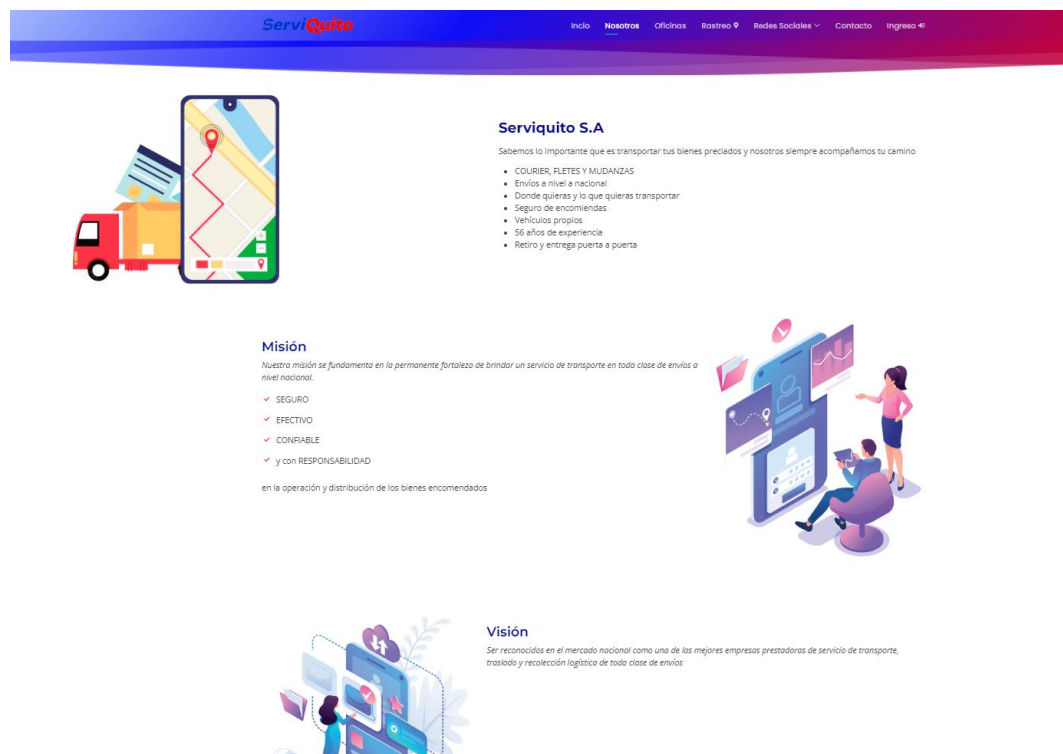 ServiQuito
Incio Nosotros Oficinas Rastreo Redes Sociales Contacto Ingreso
Serviquito S.A
Sabemos lo importante que es transportar tus bienes preciados y nosotros siempre acompañamos tu camino
COURIER, FLETES Y MUDANZAS
Envíos a nivel a nacional
Donde quieras y lo que quieras transportar
Seguro de encomiendas
Vehículos propios
56 años de experiencia
Retiro y entrega puerta a puerta
Misión
Nuestra misión se fundamenta en la permanente fortaleza de brindar un servicio de transporte en toda clase de envíos a
nivel nacional.
SEGURO
EFECTIVO
CONFIABLE
y con RESPONSABILIDAD
en la operación y distribución de los bienes encomendados
Visión
Ser reconocidos en el mercado nacional como una de las mejores empresas prestadoras de servicio de transporte,
traslado y recolección logística de toda clase de envíos